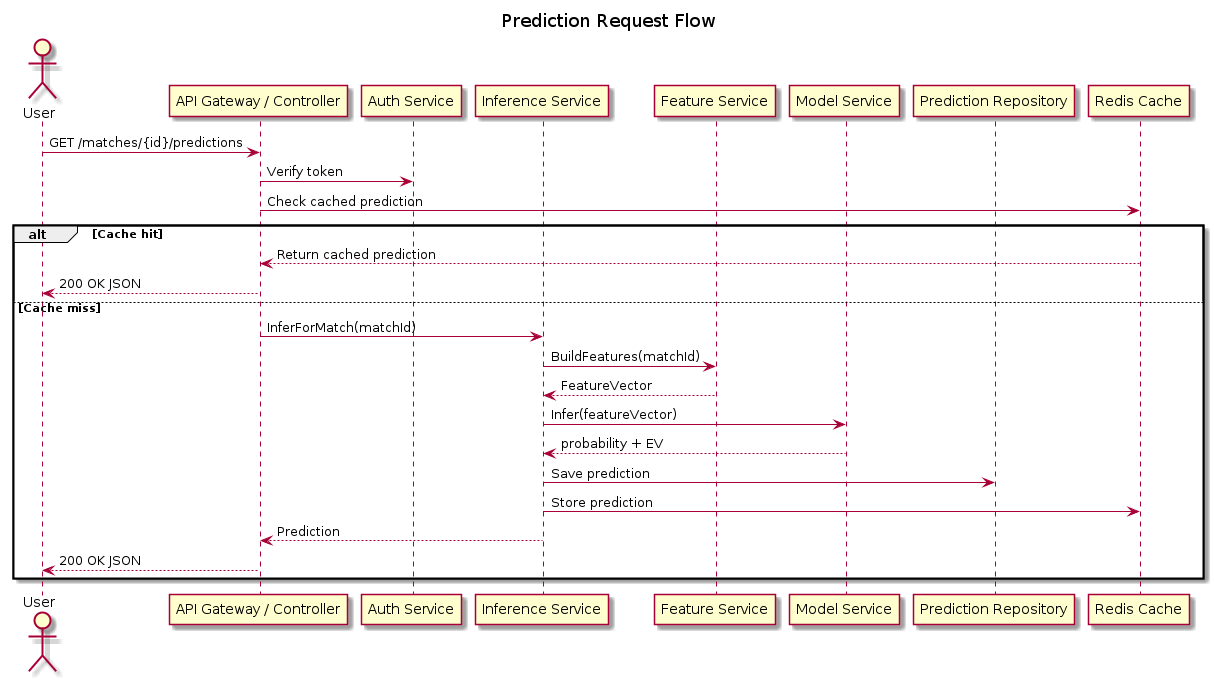 Prediction Request Flow
User
API Gateway / Controller
Auth Service
Inference Service
Feature Service
Model Service
Prediction Repository
Redis Cache
GET /matches/{id}/predictions
Verify token
Check cached prediction
alt
[Cache hit]
Return cached prediction
200 OK JSON
[Cache miss]
InferForMatch(matchId)
BuildFeatures(matchId)
FeatureVector
Infer(featureVector)
probability + EV
Save prediction
Store prediction
Prediction
200 OK JSON
User
API Gateway / Controller
Auth Service
Inference Service
Feature Service
Model Service
Prediction Repository
Redis Cache